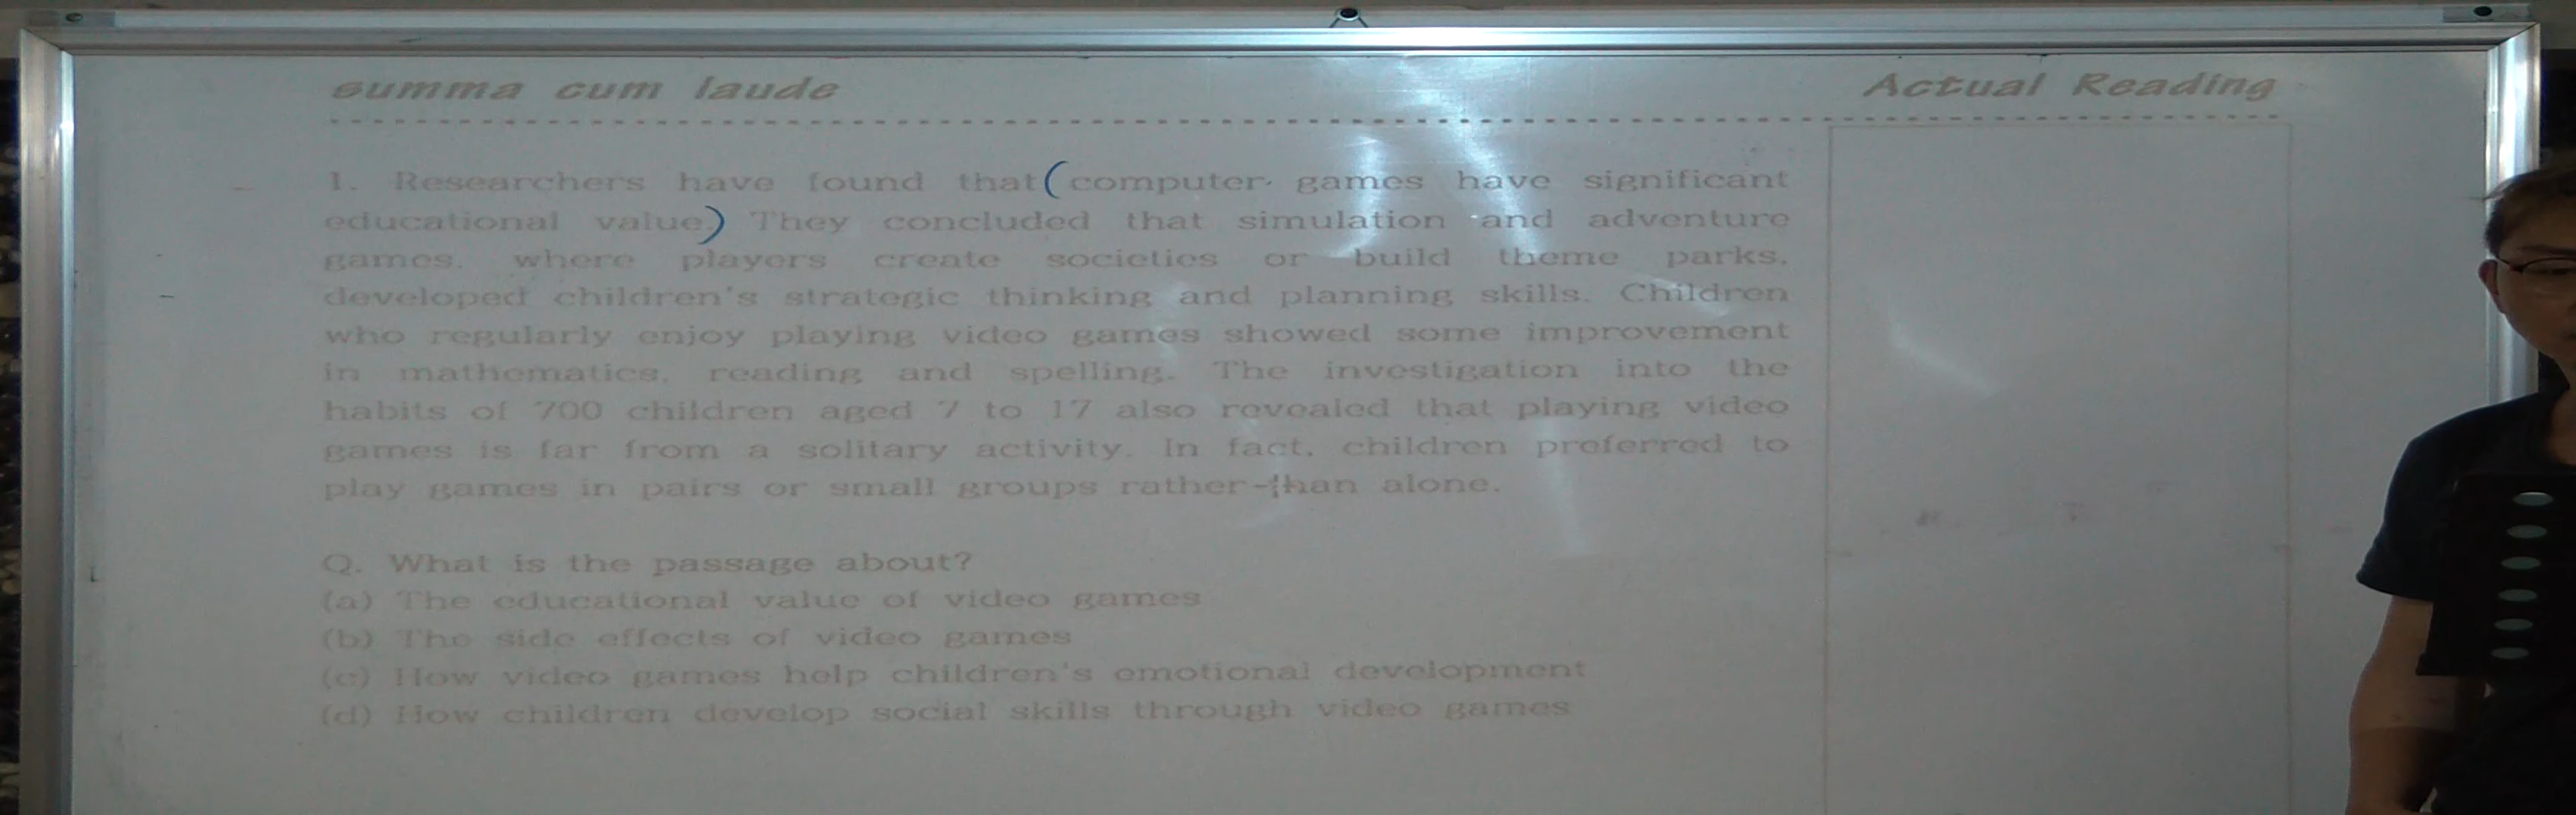 summa cum laude
Actual Reading
1. Researchers have found that (computer games have significant
educational value.) They concluded that simulation and adventure
games, where players create societies or build theme parks,
developed children's strategic thinking and planning skills. Children
who regularly enjoy playing video games showed some improvement
in mathematics, reading and spelling. The investigation into the
habits of 700 children aged 7 to 17 also revealed that playing video
games is far from a solitary activity. In fact, children preferred to
play games in pairs or small groups rather than alone.
Q. What is the passage about?
(a) The educational value of video games
(b) The side effects of video games
(c) How video games help children's emotional development
(d) How children develop social skills through video games